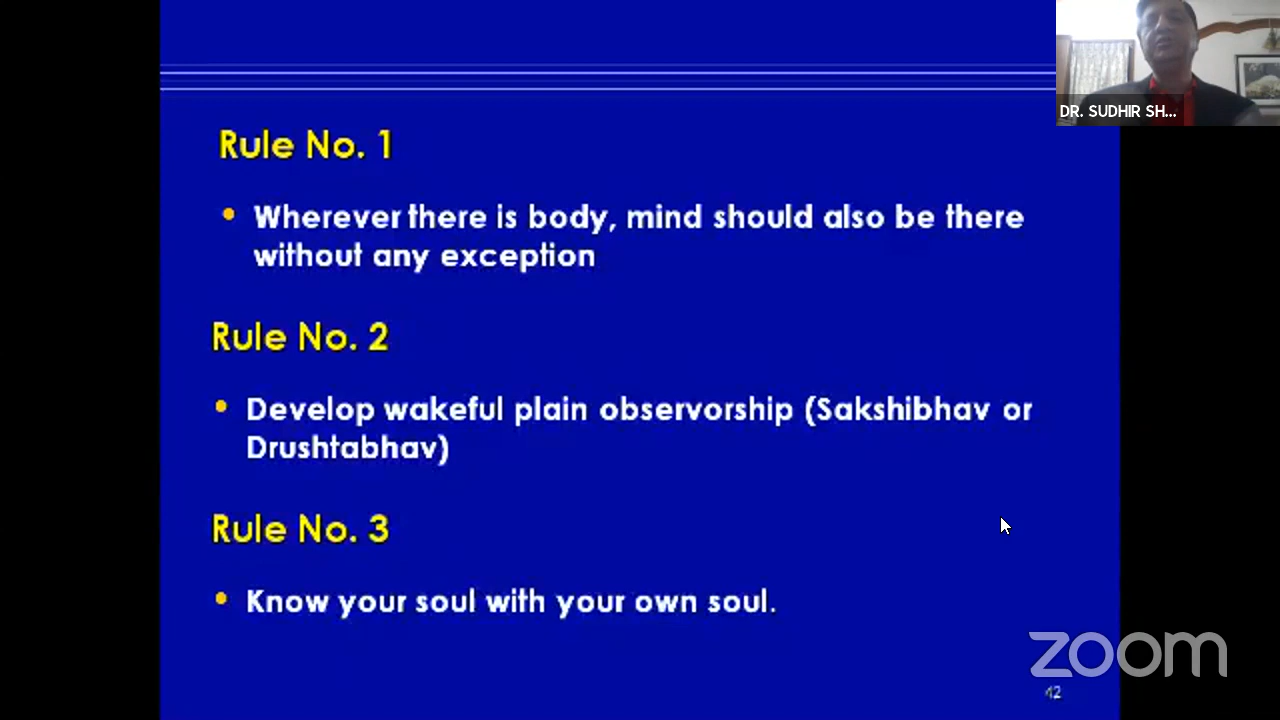 DR. SUDHIR SH...
Rule No. 1
• Wherever there is body, mind should also be there
without any exception
Rule No. 2
• Develop wakeful plain observorship (Sakshibhav or
Drushtabhav)
Rule No. 3
• Know your soul with your own soul.
zoom
42